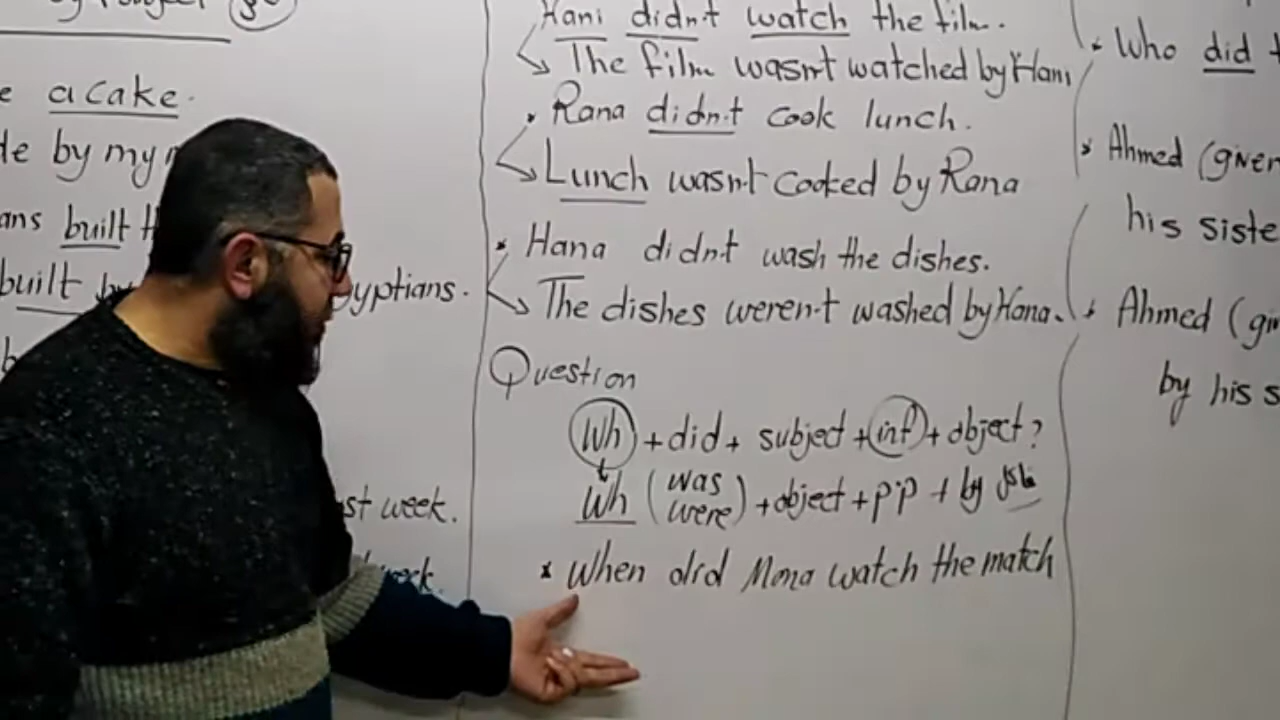 by
e a cake.
de by my
ans built
built by yptians.
st week.
week.
Hani didn't watch the film.
The film wasn't watched by Hani
Rana didn't cook lunch.
Lunch wasn't cooked by Rana
Hana didn't wash the dishes.
The dishes weren't washed by Hana.
Question
Wh + did + subject + inf + object?
Wh (was were) + object + p.p + by فاعل
When did Mona watch the match
Who did
Ahmed (given
his siste
Ahmed (gi
by his s